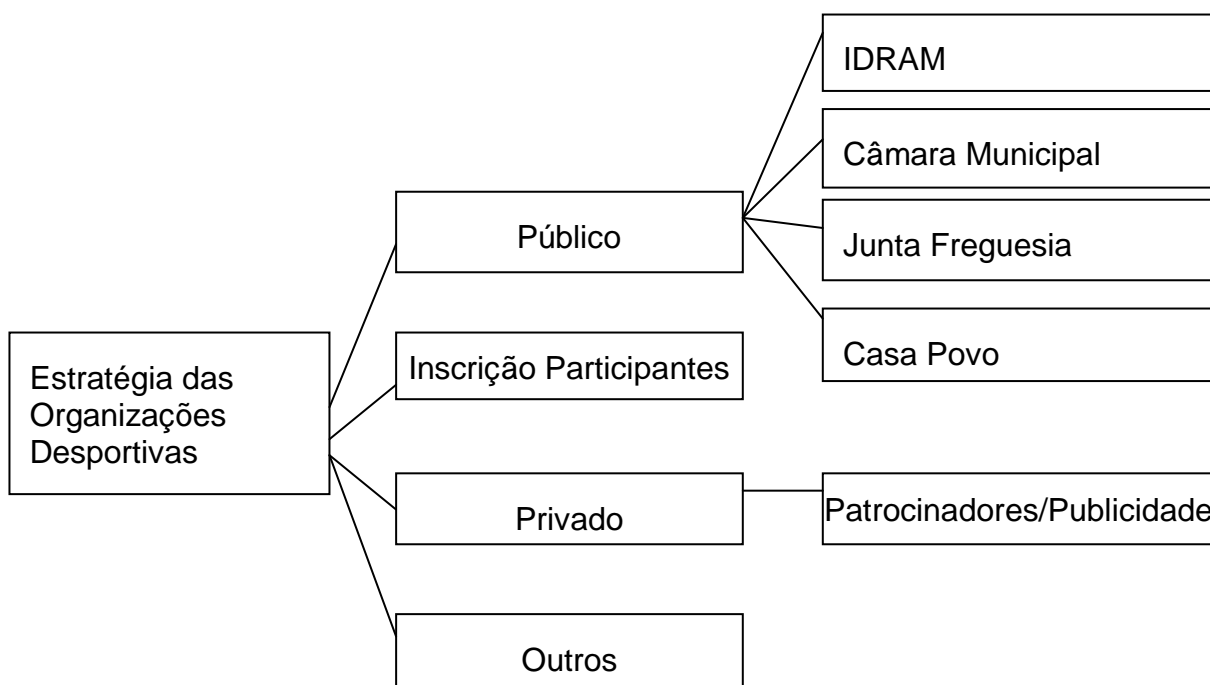 IDRAM
Câmara Municipal
Público
Junta Freguesia
Casa Povo
Inscrição Participantes
Estratégia das
Organizações
Desportivas
Privado
Patrocinadores/Publicidade
Outros